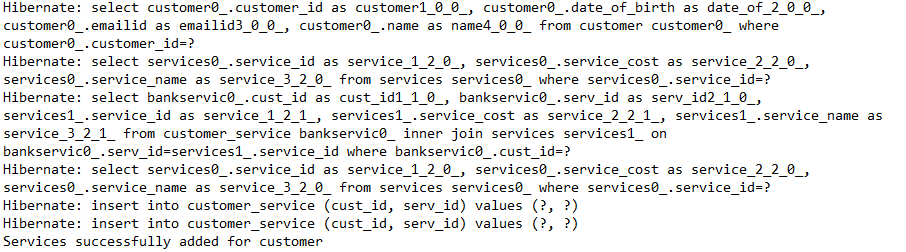 Hibernate: select customer0_.customer_id as customer1_0_0_, customer0_.date_of_birth as date_of_2_0_0_,
customer0_.emailid as emailid3_0_0_, customer0_.name as name4_0_0_ from customer customer0_ where
customer0_.customer_id=?
Hibernate: select services0_.service_id as service_1_2_0_, services0_.service_cost as service_2_2_0_,
services0_.service_name as service_3_2_0_ from services services0_ where services0_.service_id=?
Hibernate: select bankservic0_.cust_id as cust_id1_1_0_, bankservic0_.serv_id as serv_id2_1_0_,
services1_.service_id as service_1_2_1_, services1_.service_cost as service_2_2_1_, services1_.service_name as
service_3_2_1_ from customer_service bankservic0_ inner join services services1_ on
bankservic0_.serv_id=services1_.service_id where bankservic0_.cust_id=?
Hibernate: select services0_.service_id as service_1_2_0_, services0_.service_cost as service_2_2_0_,
services0_.service_name as service_3_2_0_ from services services0_ where services0_.service_id=?
Hibernate: insert into customer_service (cust_id, serv_id) values (?, ?)
Hibernate: insert into customer_service (cust_id, serv_id) values (?, ?)
Services successfully added for customer